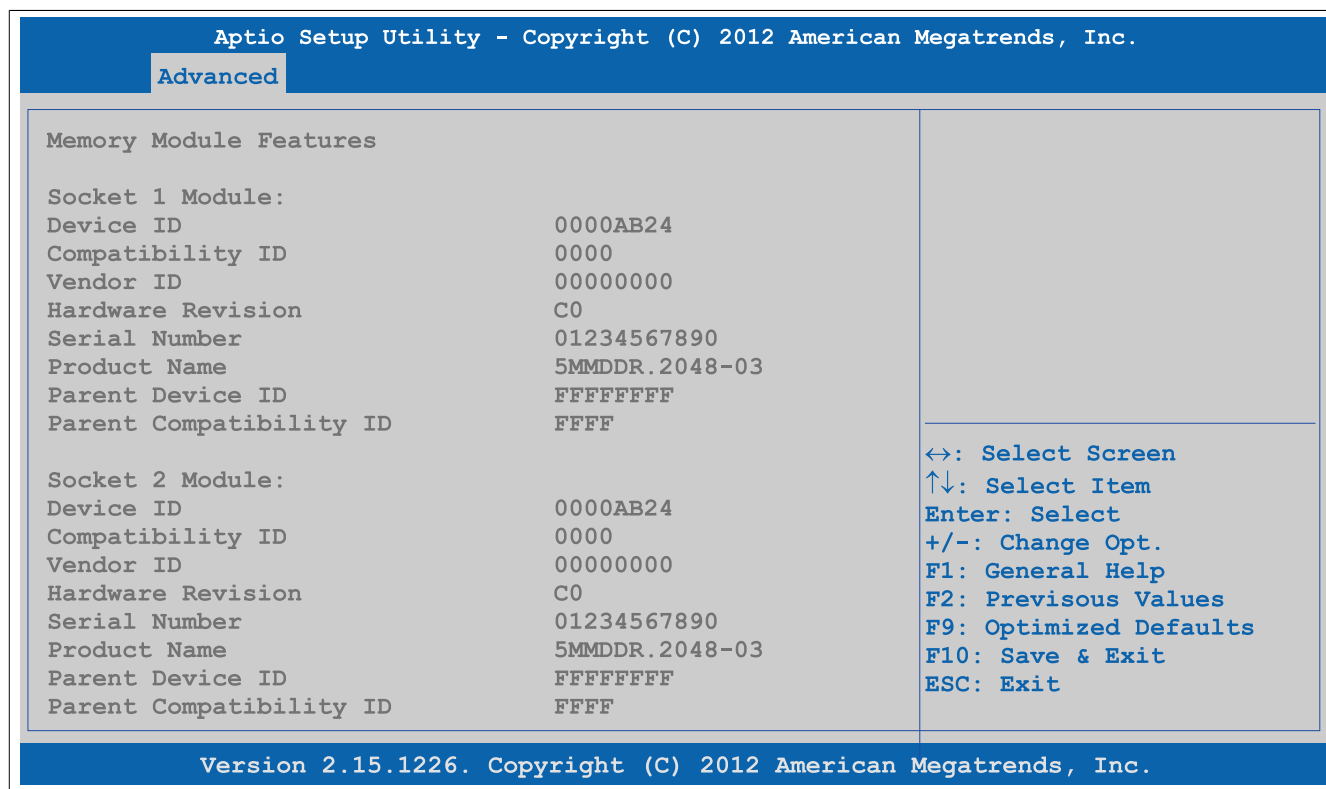 Aptio Setup Utility - Copyright (C) 2012 American Megatrends, Inc.
Advanced
Memory Module Features
Socket 1 Module:
Device ID 0000AB24
Compatibility ID 0000
Vendor ID 00000000
Hardware Revision C0
Serial Number 01234567890
Product Name 5MMDDR.2048-03
Parent Device ID FFFFFFFF
Parent Compatibility ID FFFF
Socket 2 Module:
Device ID 0000AB24
Compatibility ID 0000
Vendor ID 00000000
Hardware Revision C0
Serial Number 01234567890
Product Name 5MMDDR.2048-03
Parent Device ID FFFFFFFF
Parent Compatibility ID FFFF
↔: Select Screen
↑↓: Select Item
Enter: Select
+/-: Change Opt.
F1: General Help
F2: Previsous Values
F9: Optimized Defaults
F10: Save & Exit
ESC: Exit
Version 2.15.1226. Copyright (C) 2012 American Megatrends, Inc.